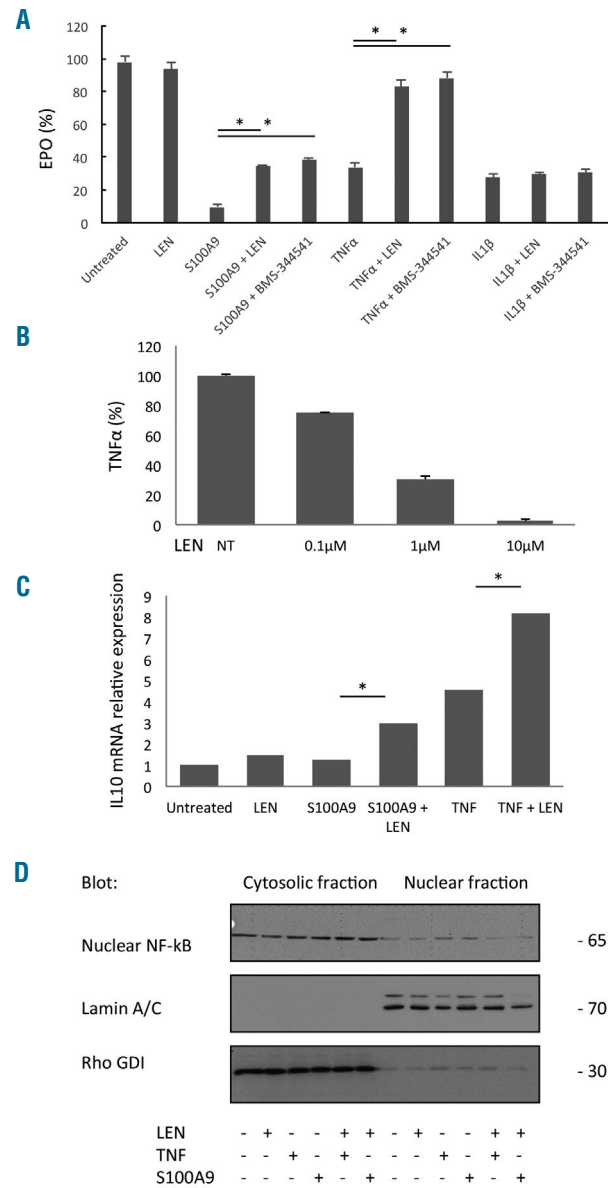 A
* *
* *
120
100
80
60
40
20
0
EPO (%)
Untreated
LEN
S100A9
S100A9 + LEN
S100A9 + BMS-344541
TNFα
TNFα + LEN
TNFα + BMS-344541
IL1β
IL1β + LEN
IL1β + BMS-344541
B
120
100
80
60
40
20
0
TNFα (%)
LEN NT 0.1μM 1μM 10μM
C
*
*
9
8
7
6
5
4
3
2
1
0
IL10 mRNA relative expression
Untreated LEN S100A9 S100A9 + TNF TNF + LEN
LEN
D
Blot: Cytosolic fraction Nuclear fraction
Nuclear NF-kB - 65
Lamin A/C - 70
Rho GDI - 30
LEN - + - - + + - + - - + +
TNF - - + - + - - - + - + -
S100A9 - - - + - + - - - + - +